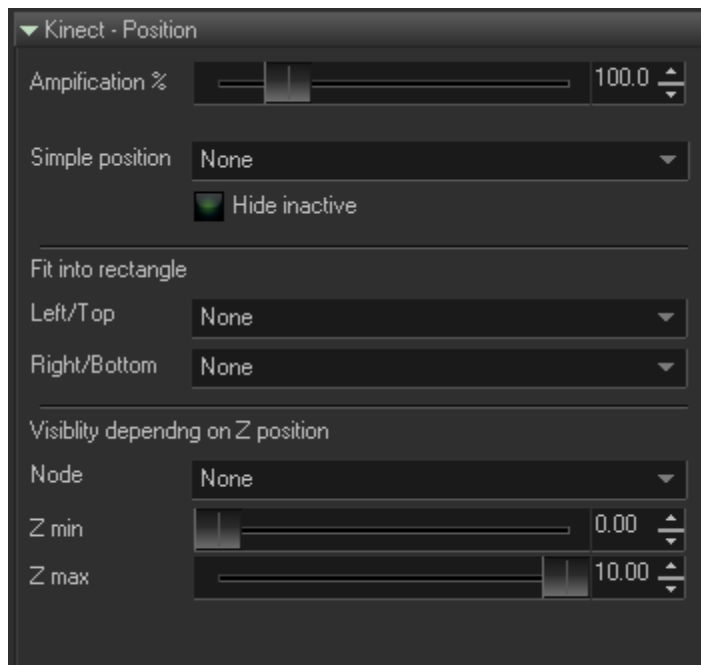 Kinect - Position
Ampification % 100.0
Simple position None
Hide inactive
Fit into rectangle
Left/Top None
Right/Bottom None
Visiblity dependng on Z position
Node None
Z min 0.00
Z max 10.00